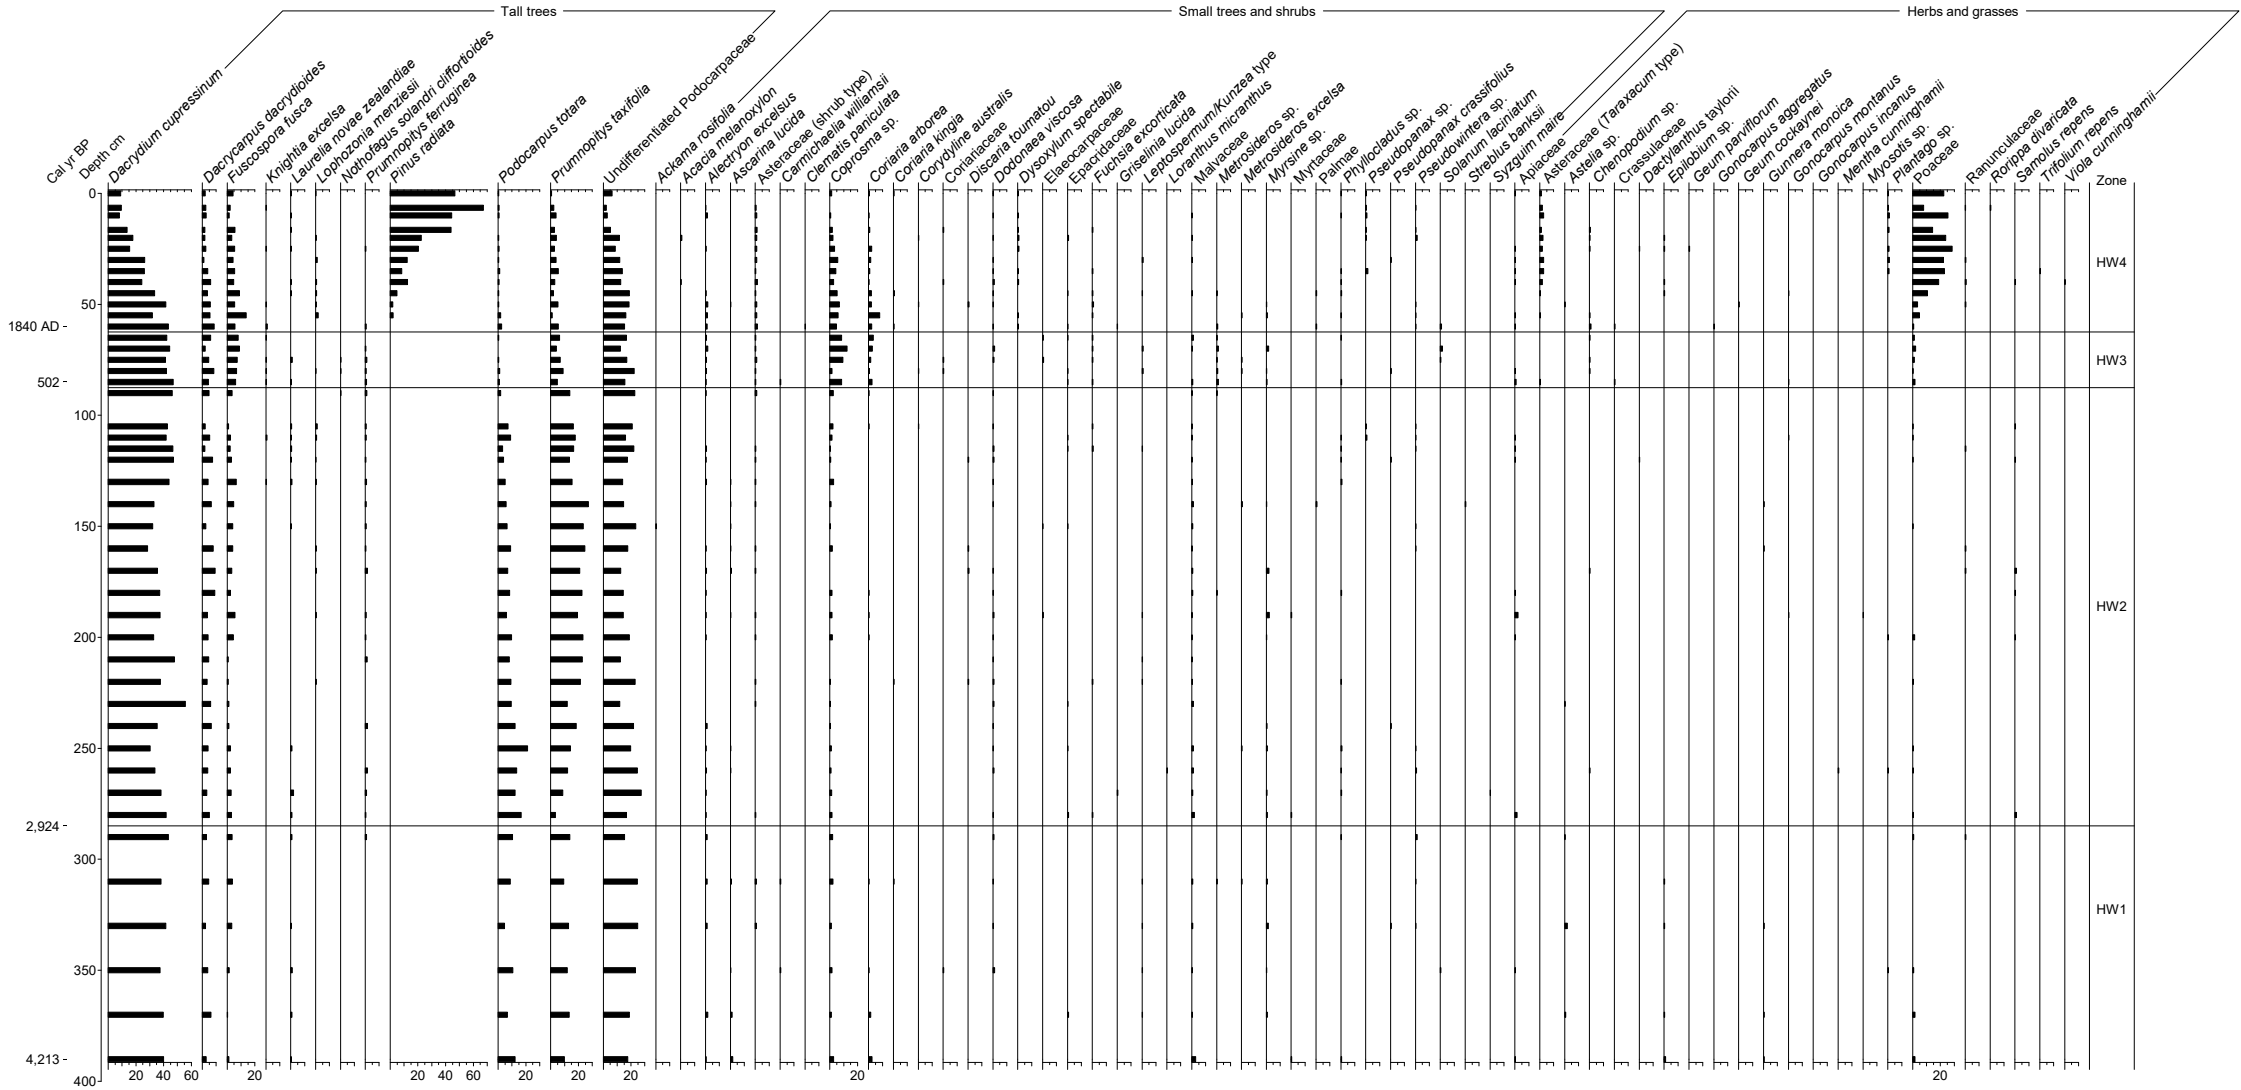 Tall trees
Small trees and shrubs
Herbs and grasses
Cal yr BP
Depth cm
Dacrydium cupressinum
Dacrycarpus dacrydioides
Fuscospora fusca
Knightia excelsa
Laurelia novae zealandiae
Lophozonia menziesii
Nothofagus solandri cliffortioides
Prumnopitys ferruginea
Pinus radiata
Podocarpus totara
Prumnopitys taxifolia
Undifferentiated Podocarpaceae
Ackama rosifolia
Acacia melanoxylon
Alectryon excelsus
Ascarina lucida
Asteraceae (shrub type)
Carmichaelia williamsii
Clematis paniculata
Coprosma sp.
Coriaria arborea
Coriaria kingia
Cordyline australis
Coriariaceae
Discaria toumatou
Dodonaea viscosa
Dysoxylum spectabile
Elaeocarpaceae
Epacridaceae
Fuchsia excorticata
Griselinia lucida
Leptospermum/Kunzea type
Loranthus micranthus
Malvaceae
Metrosideros sp.
Metrosideros excelsa
Myrsine sp.
Myrtaceae
Palmae
Phyllocladus sp.
Pseudopanax sp.
Pseudopanax crassifolius
Pseudowintera sp.
Solanum laciniatum
Streblus banksii
Syzguim maire
Apiaceae
Asteraceae (Taraxacum type)
Astelia sp.
Chenopodium sp.
Crassulaceae
Dactylanthus taylorii
Epilobium sp.
Geum parviflorum
Gonocarpus aggregatus
Geum cockaynei
Gunnera monoica
Gonocarpus montanus
Gonocarpus incanus
Mentha cunninghamii
Myosotis sp.
Plantago sp.
Poaceae
Ranunculaceae
Rorippa divaricata
Samolus repens
Trifolium repens
Viola cunninghamii
Zone
0
HW4
50
1840 AD
HW3
502
100
150
HW2
200
250
2,924
300
HW1
350
4,213
400
20 40 60 20 20 40 60 20 20 20 20 20